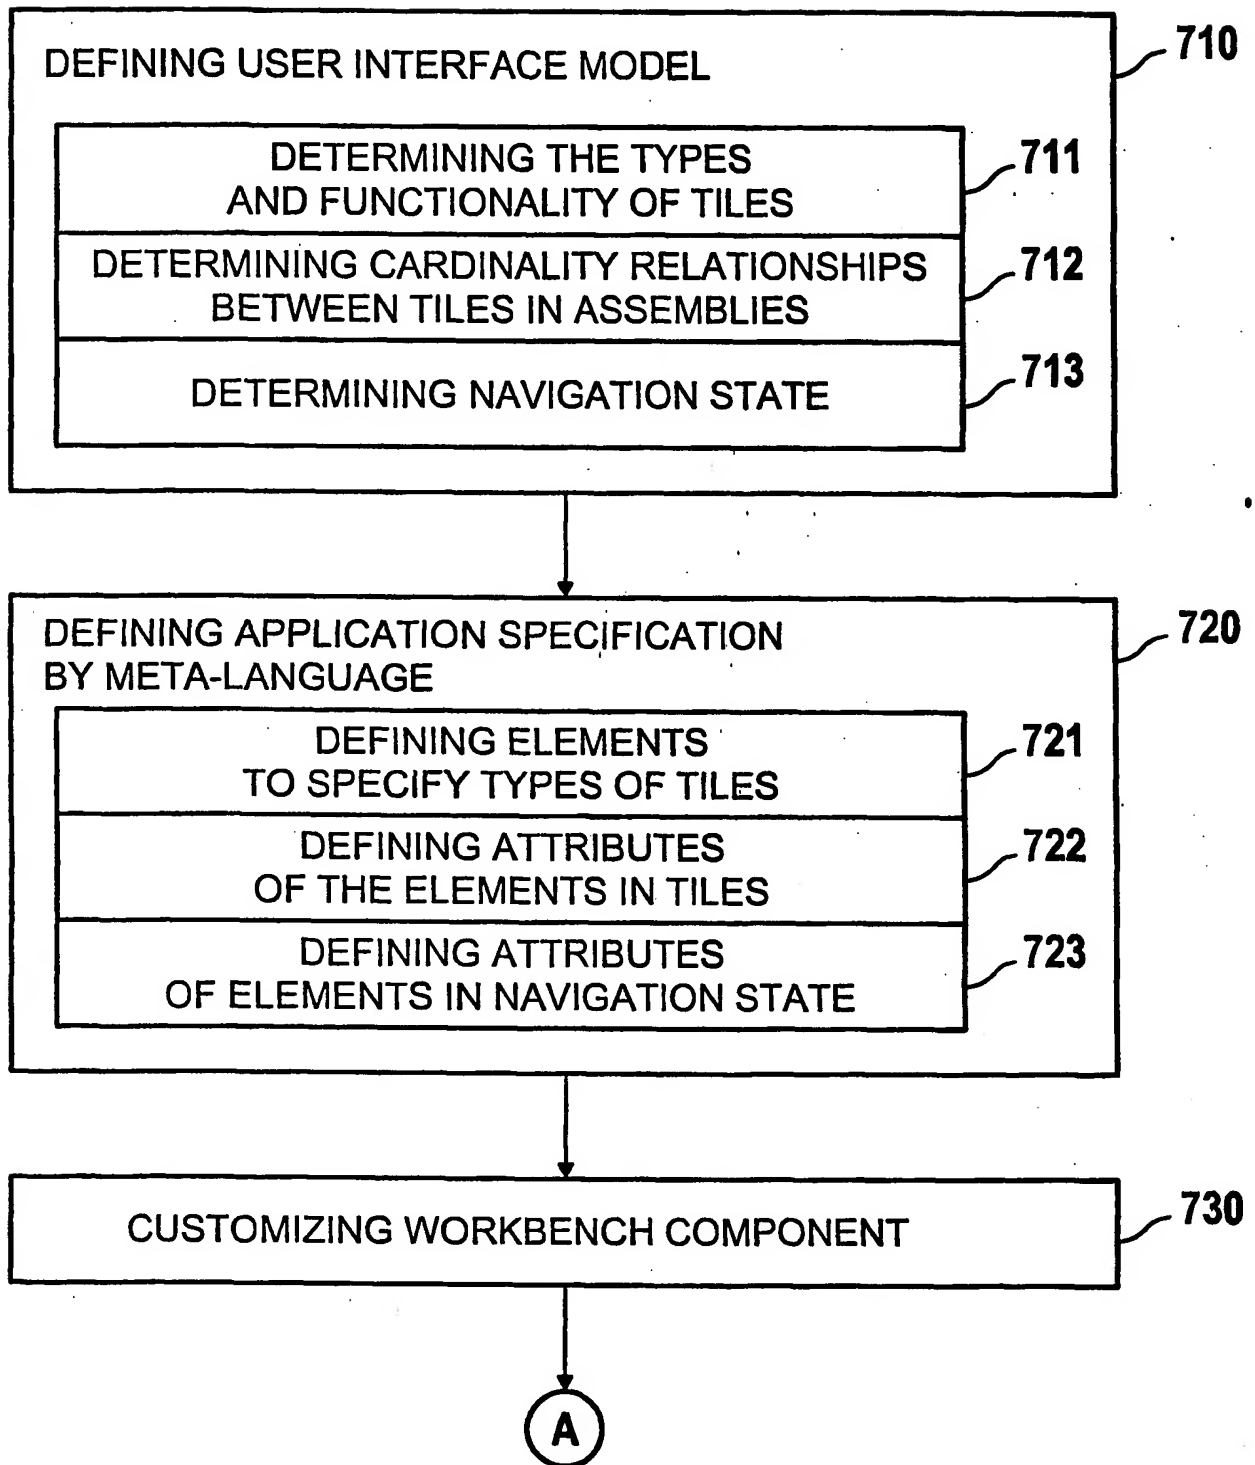 DEFINING USER INTERFACE MODEL
710
DETERMINING THE TYPES
AND FUNCTIONALITY OF TILES
711
DETERMINING CARDINALITY RELATIONSHIPS
BETWEEN TILES IN ASSEMBLIES
712
DETERMINING NAVIGATION STATE
713
DEFINING APPLICATION SPECIFICATION
BY META-LANGUAGE
720
DEFINING ELEMENTS
TO SPECIFY TYPES OF TILES
721
DEFINING ATTRIBUTES
OF THE ELEMENTS IN TILES
722
DEFINING ATTRIBUTES
OF ELEMENTS IN NAVIGATION STATE
723
CUSTOMIZING WORKBENCH COMPONENT
730
A